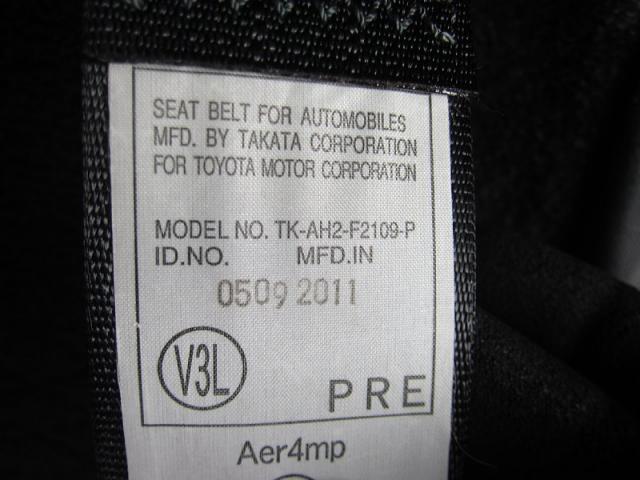 SEAT BELT FOR AUTOMOBILES
MFD. BY TAKATA CORPORATION
FOR TOYOTA MOTOR CORPORATION
MODEL NO. TK-AH2-F2109-P
ID.NO. MFD.IN
0509 2011
V3L
PRE
Aer4mp